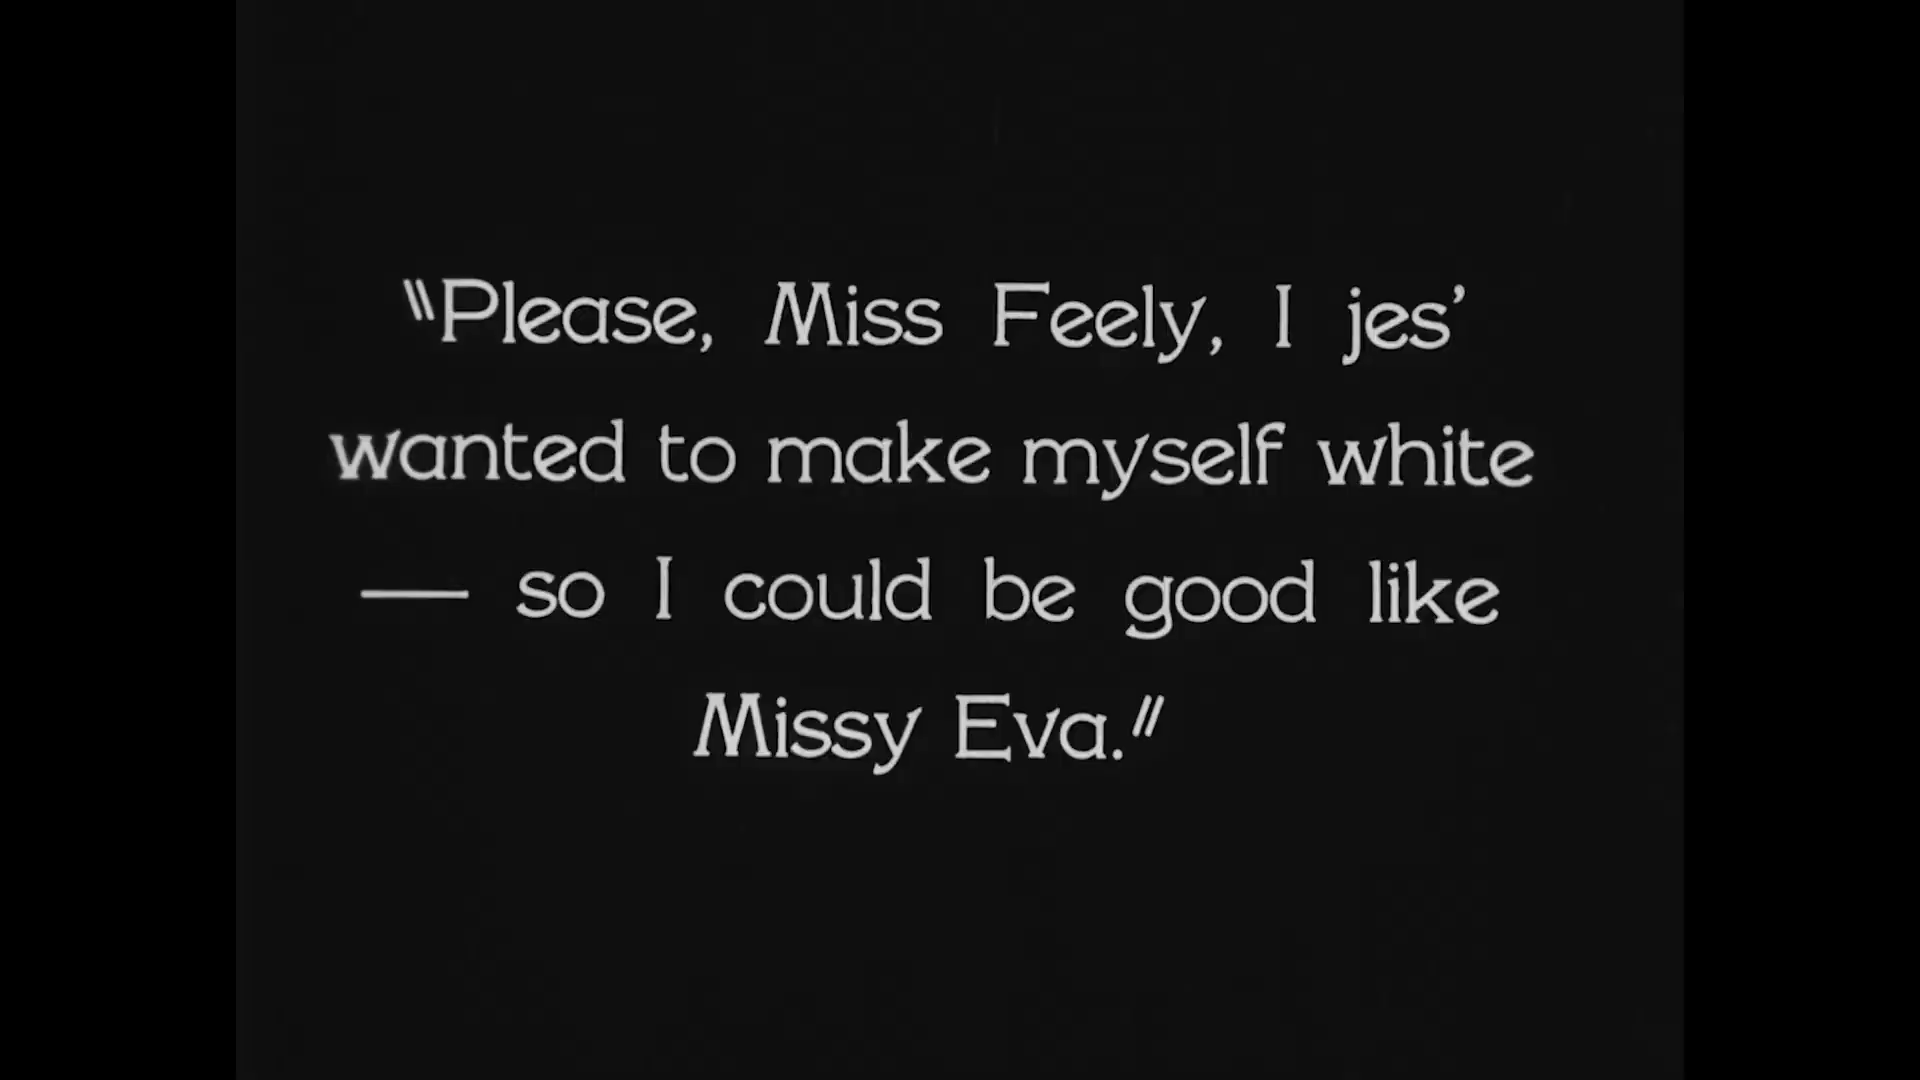 "Please, Miss Feely, I jes'
wanted to make myself white
— so I could be good like
Missy Eva."